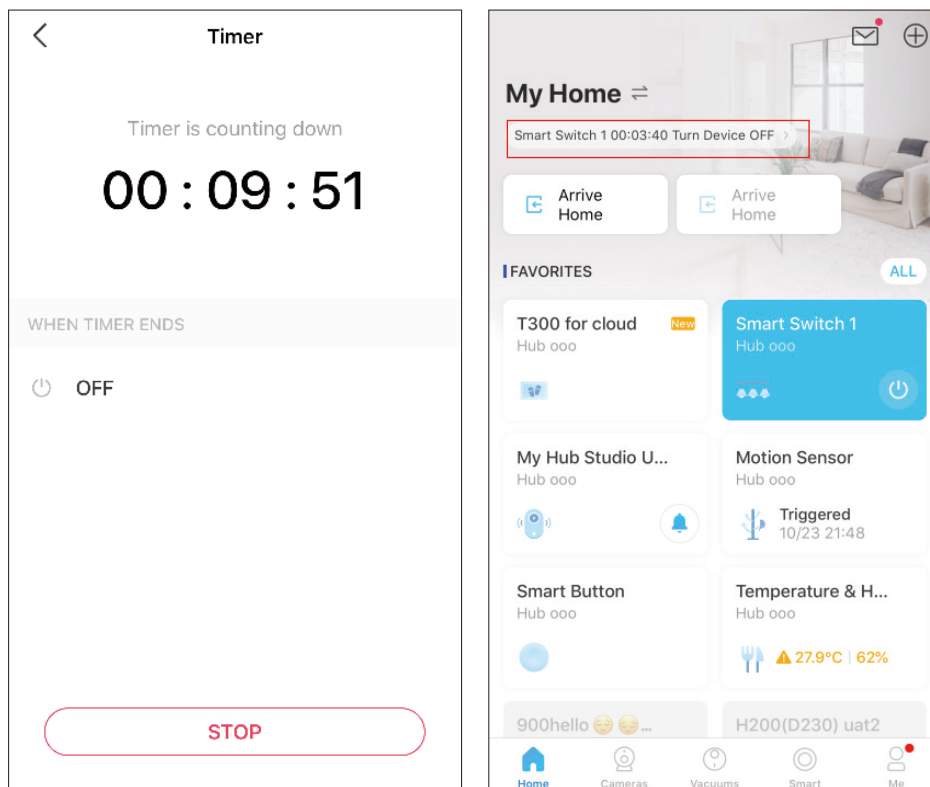 Timer
Timer is counting down
00 : 09 : 51
WHEN TIMER ENDS
OFF
STOP
My Home
Smart Switch 1 00:03:40 Turn Device OFF
Arrive
Home
Arrive
Home
FAVORITES
ALL
T300 for cloud New
Hub ooo
Smart Switch 1
Hub ooo
My Hub Studio U...
Hub ooo
Motion Sensor
Hub ooo
Triggered
10/23 21:48
Smart Button
Hub ooo
Temperature & H...
Hub ooo
27.9°C | 62%
900hello 😌 😌...
H200(D230) uat2
Home Cameras Vacuums Smart Me